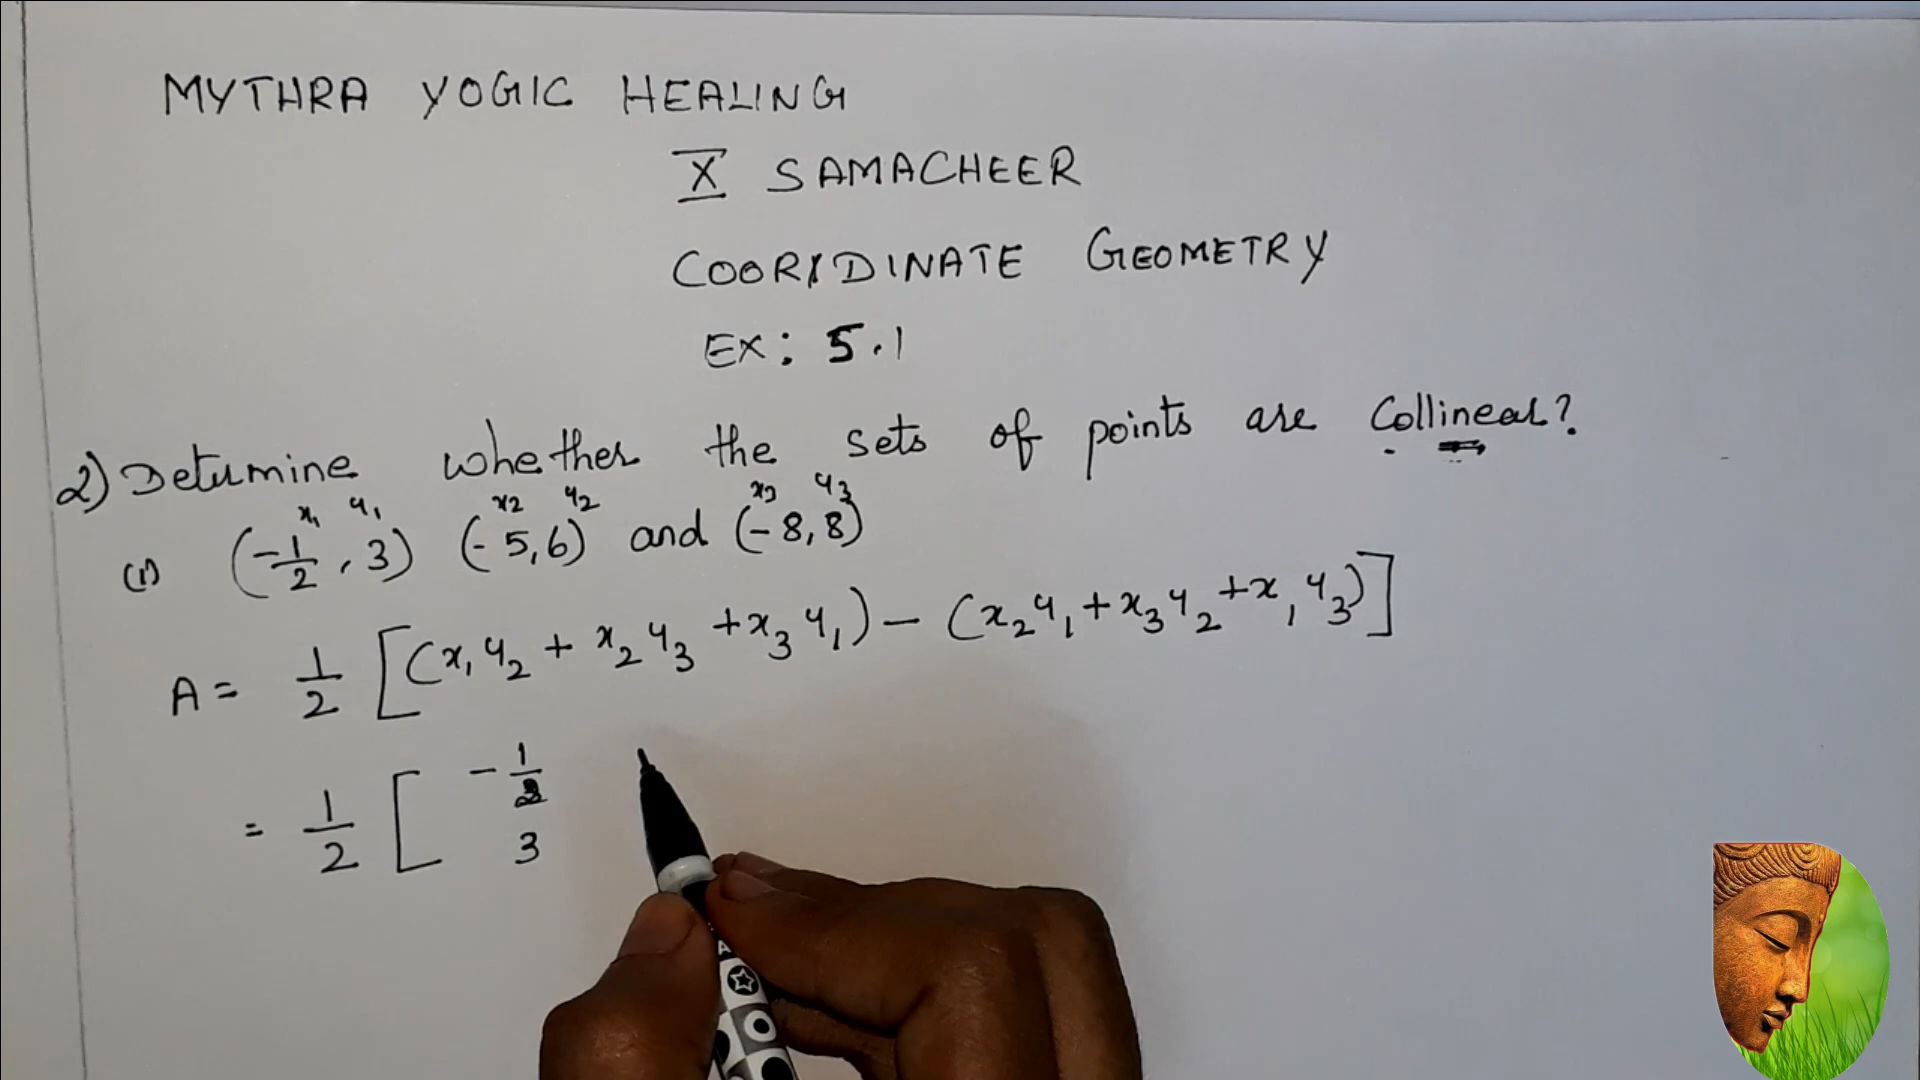 MYTHRA YOGIC HEALING
X SAMACHEER
COORDINATE GEOMETRY
EX: 5.1
2) Determine whether the sets of points are Collinear?
x₁ y₁ x₂ y₂ x₃ y₃
(1) (-1/2, 3) (-5,6) and (-8,8)
A = 1/2 [(x₁y₂ + x₂y₃ + x₃y₁) - (x₂y₁ + x₃y₂ + x₁y₃)]
= 1/2 [ -1/2
3